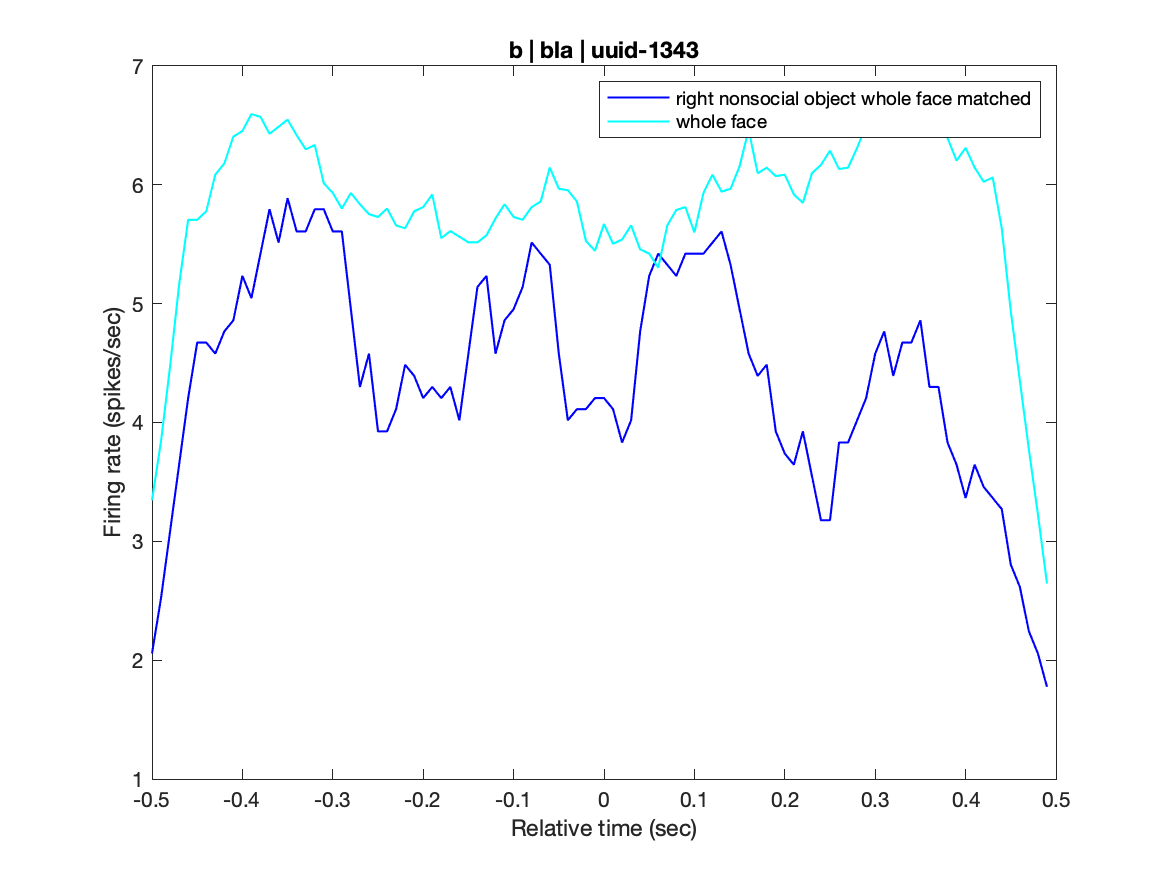 b | bla | uuid-1343
right nonsocial object whole face matched
whole face
Firing rate (spikes/sec)
7
6
5
4
3
2
1
-0.5 -0.4 -0.3 -0.2 -0.1 0 0.1 0.2 0.3 0.4 0.5
Relative time (sec)